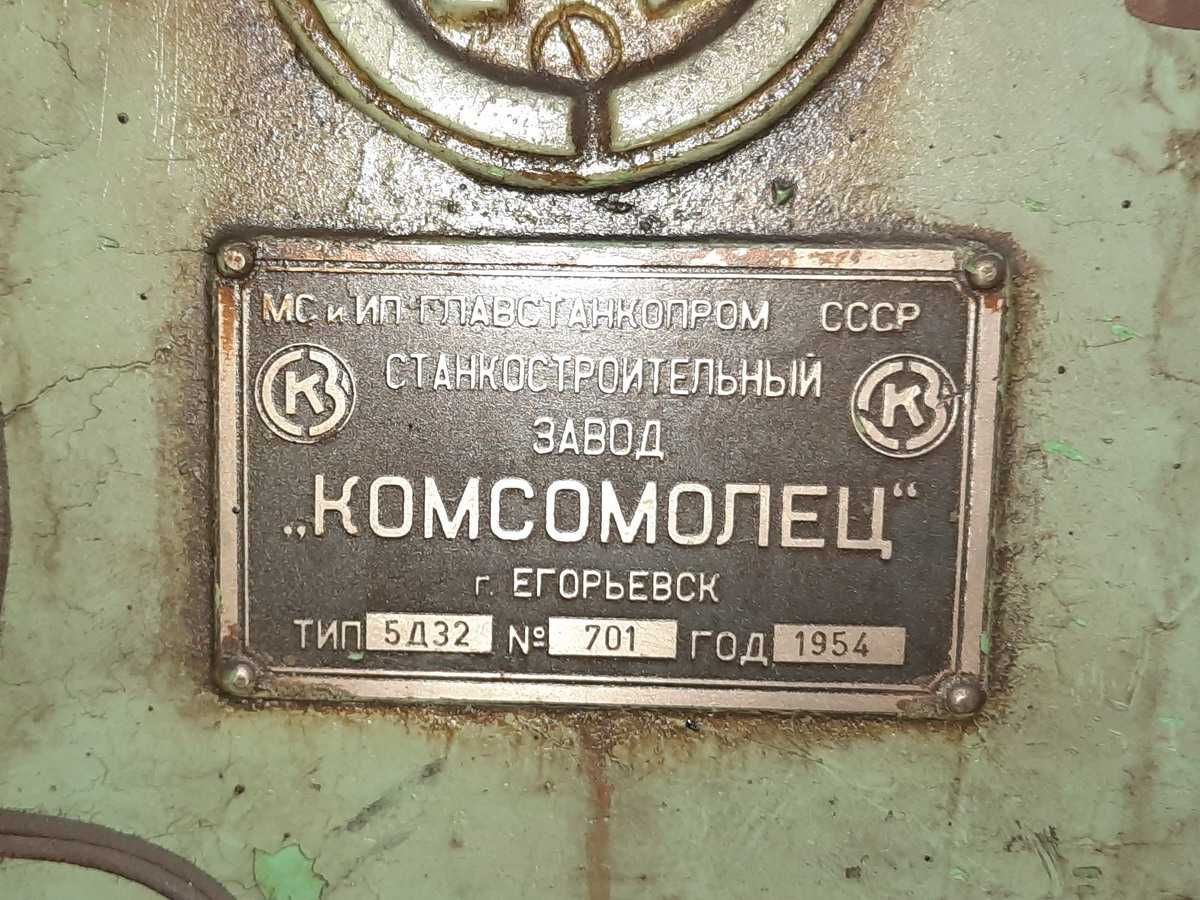 МС и ИП ГЛАВСТАНКОПРОМ СССР
СТАНКОСТРОИТЕЛЬНЫЙ
ЗАВОД
„КОМСОМОЛЕЦ“
г. ЕГОРЬЕВСК
ТИП 5Д32 № 701 ГОД 1954